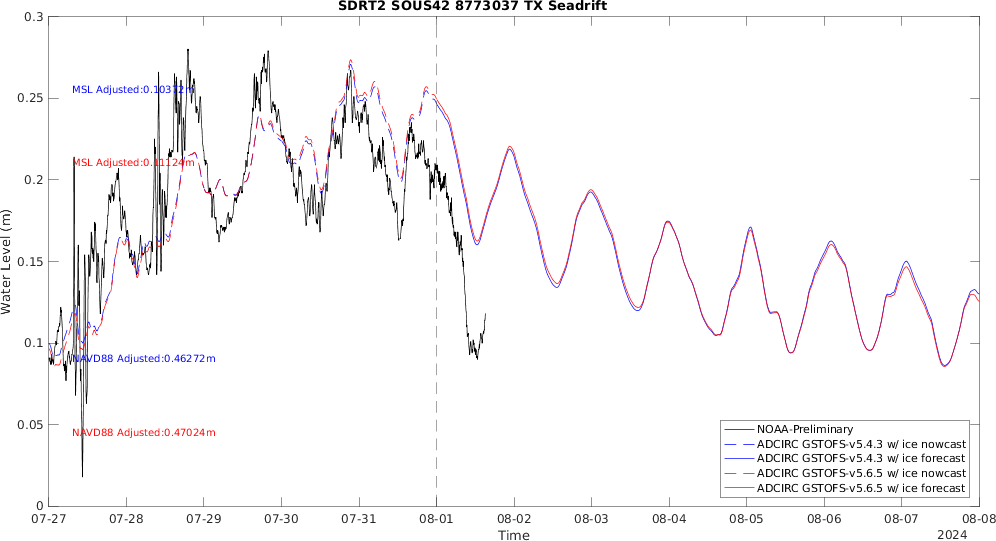 SDRT2 SOUS42 8773037 TX Seadrift
0.3
0.25
0.2
0.15
0.1
0.05
0
Water Level (m)
MSL Adjusted:0.10372m
MSL Adjusted:0.11124m
NAVD88 Adjusted:0.46272m
NAVD88 Adjusted:0.47024m
NOAA-Preliminary
ADCIRC GSTOFS-v5.4.3 w/ ice nowcast
ADCIRC GSTOFS-v5.4.3 w/ ice forecast
ADCIRC GSTOFS-v5.6.5 w/ ice nowcast
ADCIRC GSTOFS-v5.6.5 w/ ice forecast
07-27 07-28 07-29 07-30 07-31 08-01 08-02 08-03 08-04 08-05 08-06 08-07 08-08
Time
2024